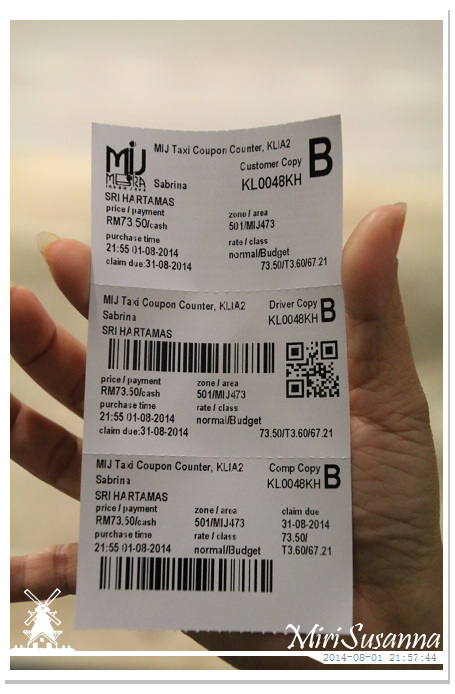 MIJ Taxi Coupon Counter, KLIA2
Customer Copy B
MIJ
Sabrina KL0048KH
SRI HARTAMAS
price / payment zone / area
RM73.50/cash 501/MIJ473
purchase time rate / class
21:55 01-08-2014 normal/Budget
claim due:31-08-2014 73.50/T3.60/67.21
MIJ Taxi Coupon Counter, KLIA2 Driver Copy B
Sabrina KL0048KH
SRI HARTAMAS
price / payment zone / area
RM73.50/cash 501/MIJ473
purchase time rate / class
21:55 01-08-2014 normal/Budget
claim due:31-08-2014 73.50/T3.60/67.21
MIJ Taxi Coupon Counter, KLIA2 Comp Copy B
Sabrina KL0048KH
SRI HARTAMAS
price / payment zone / area claim due
RM73.50/cash 501/MIJ473 31-08-2014
purchase time rate / class 73.50/
21:55 01-08-2014 normal/Budget T3.60/67.21
MiriSusanna
2014-08-01 21:57:44